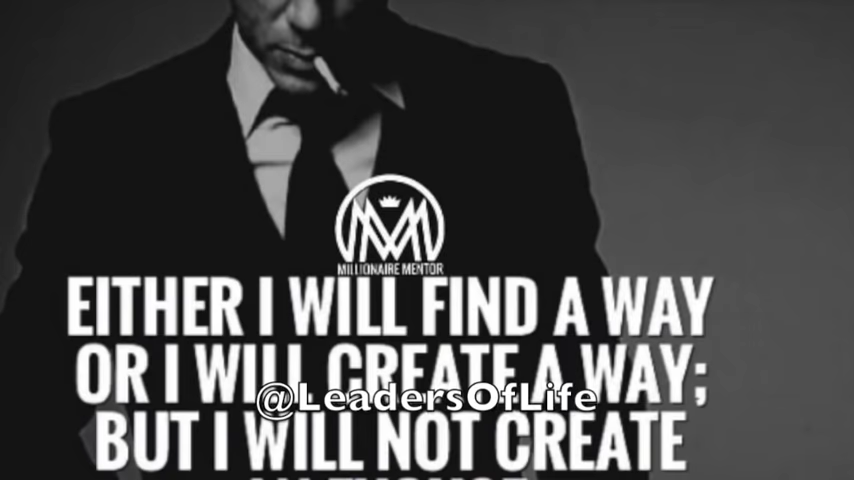 MILLIONAIRE MENTOR
EITHER I WILL FIND A WAY
OR I WILL CREATE A WAY;
@LeadersOfLife
BUT I WILL NOT CREATE